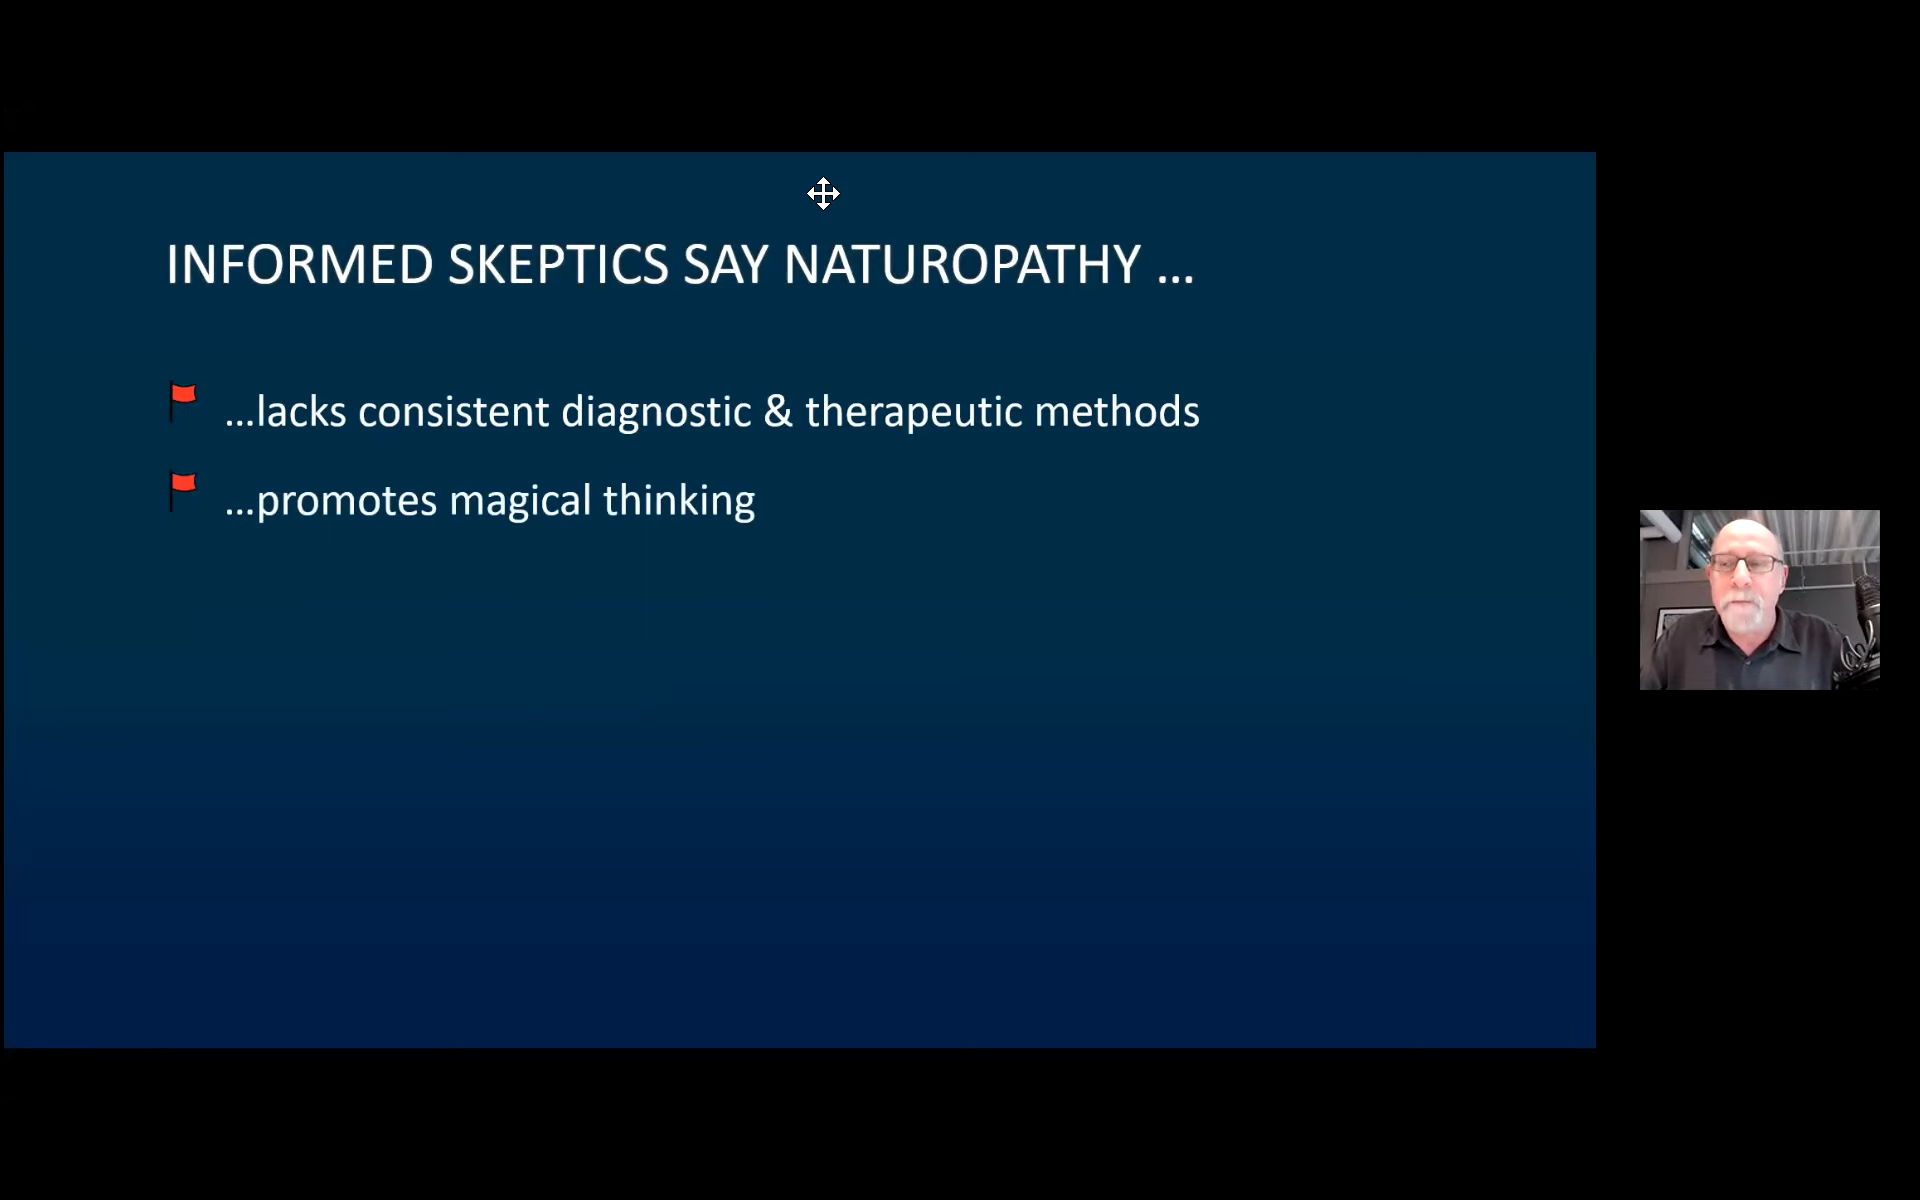 INFORMED SKEPTICS SAY NATUROPATHY ...
...lacks consistent diagnostic & therapeutic methods
...promotes magical thinking